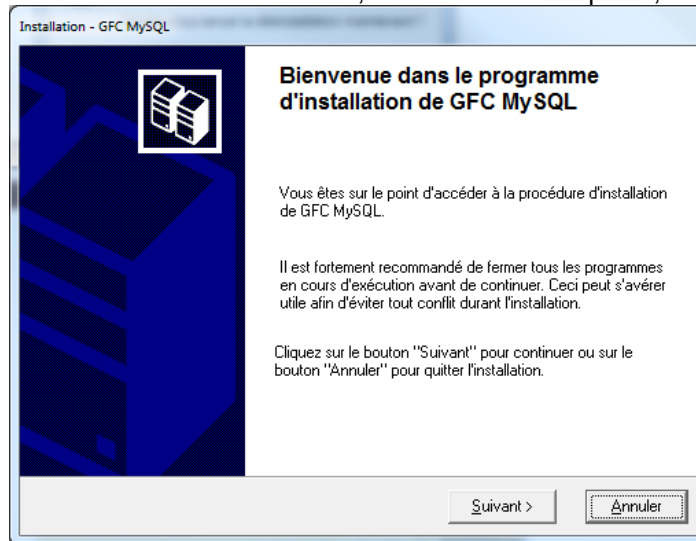 Installation - GFC MySQL
Bienvenue dans le programme
d'installation de GFC MySQL
Vous êtes sur le point d'accéder à la procédure d'installation
de GFC MySQL.
Il est fortement recommandé de fermer tous les programmes
en cours d'exécution avant de continuer. Ceci peut s'avérer
utile afin d'éviter tout conflit durant l'installation.
Cliquez sur le bouton "Suivant" pour continuer ou sur le
bouton "Annuler" pour quitter l'installation.
Suivant >
Annuler